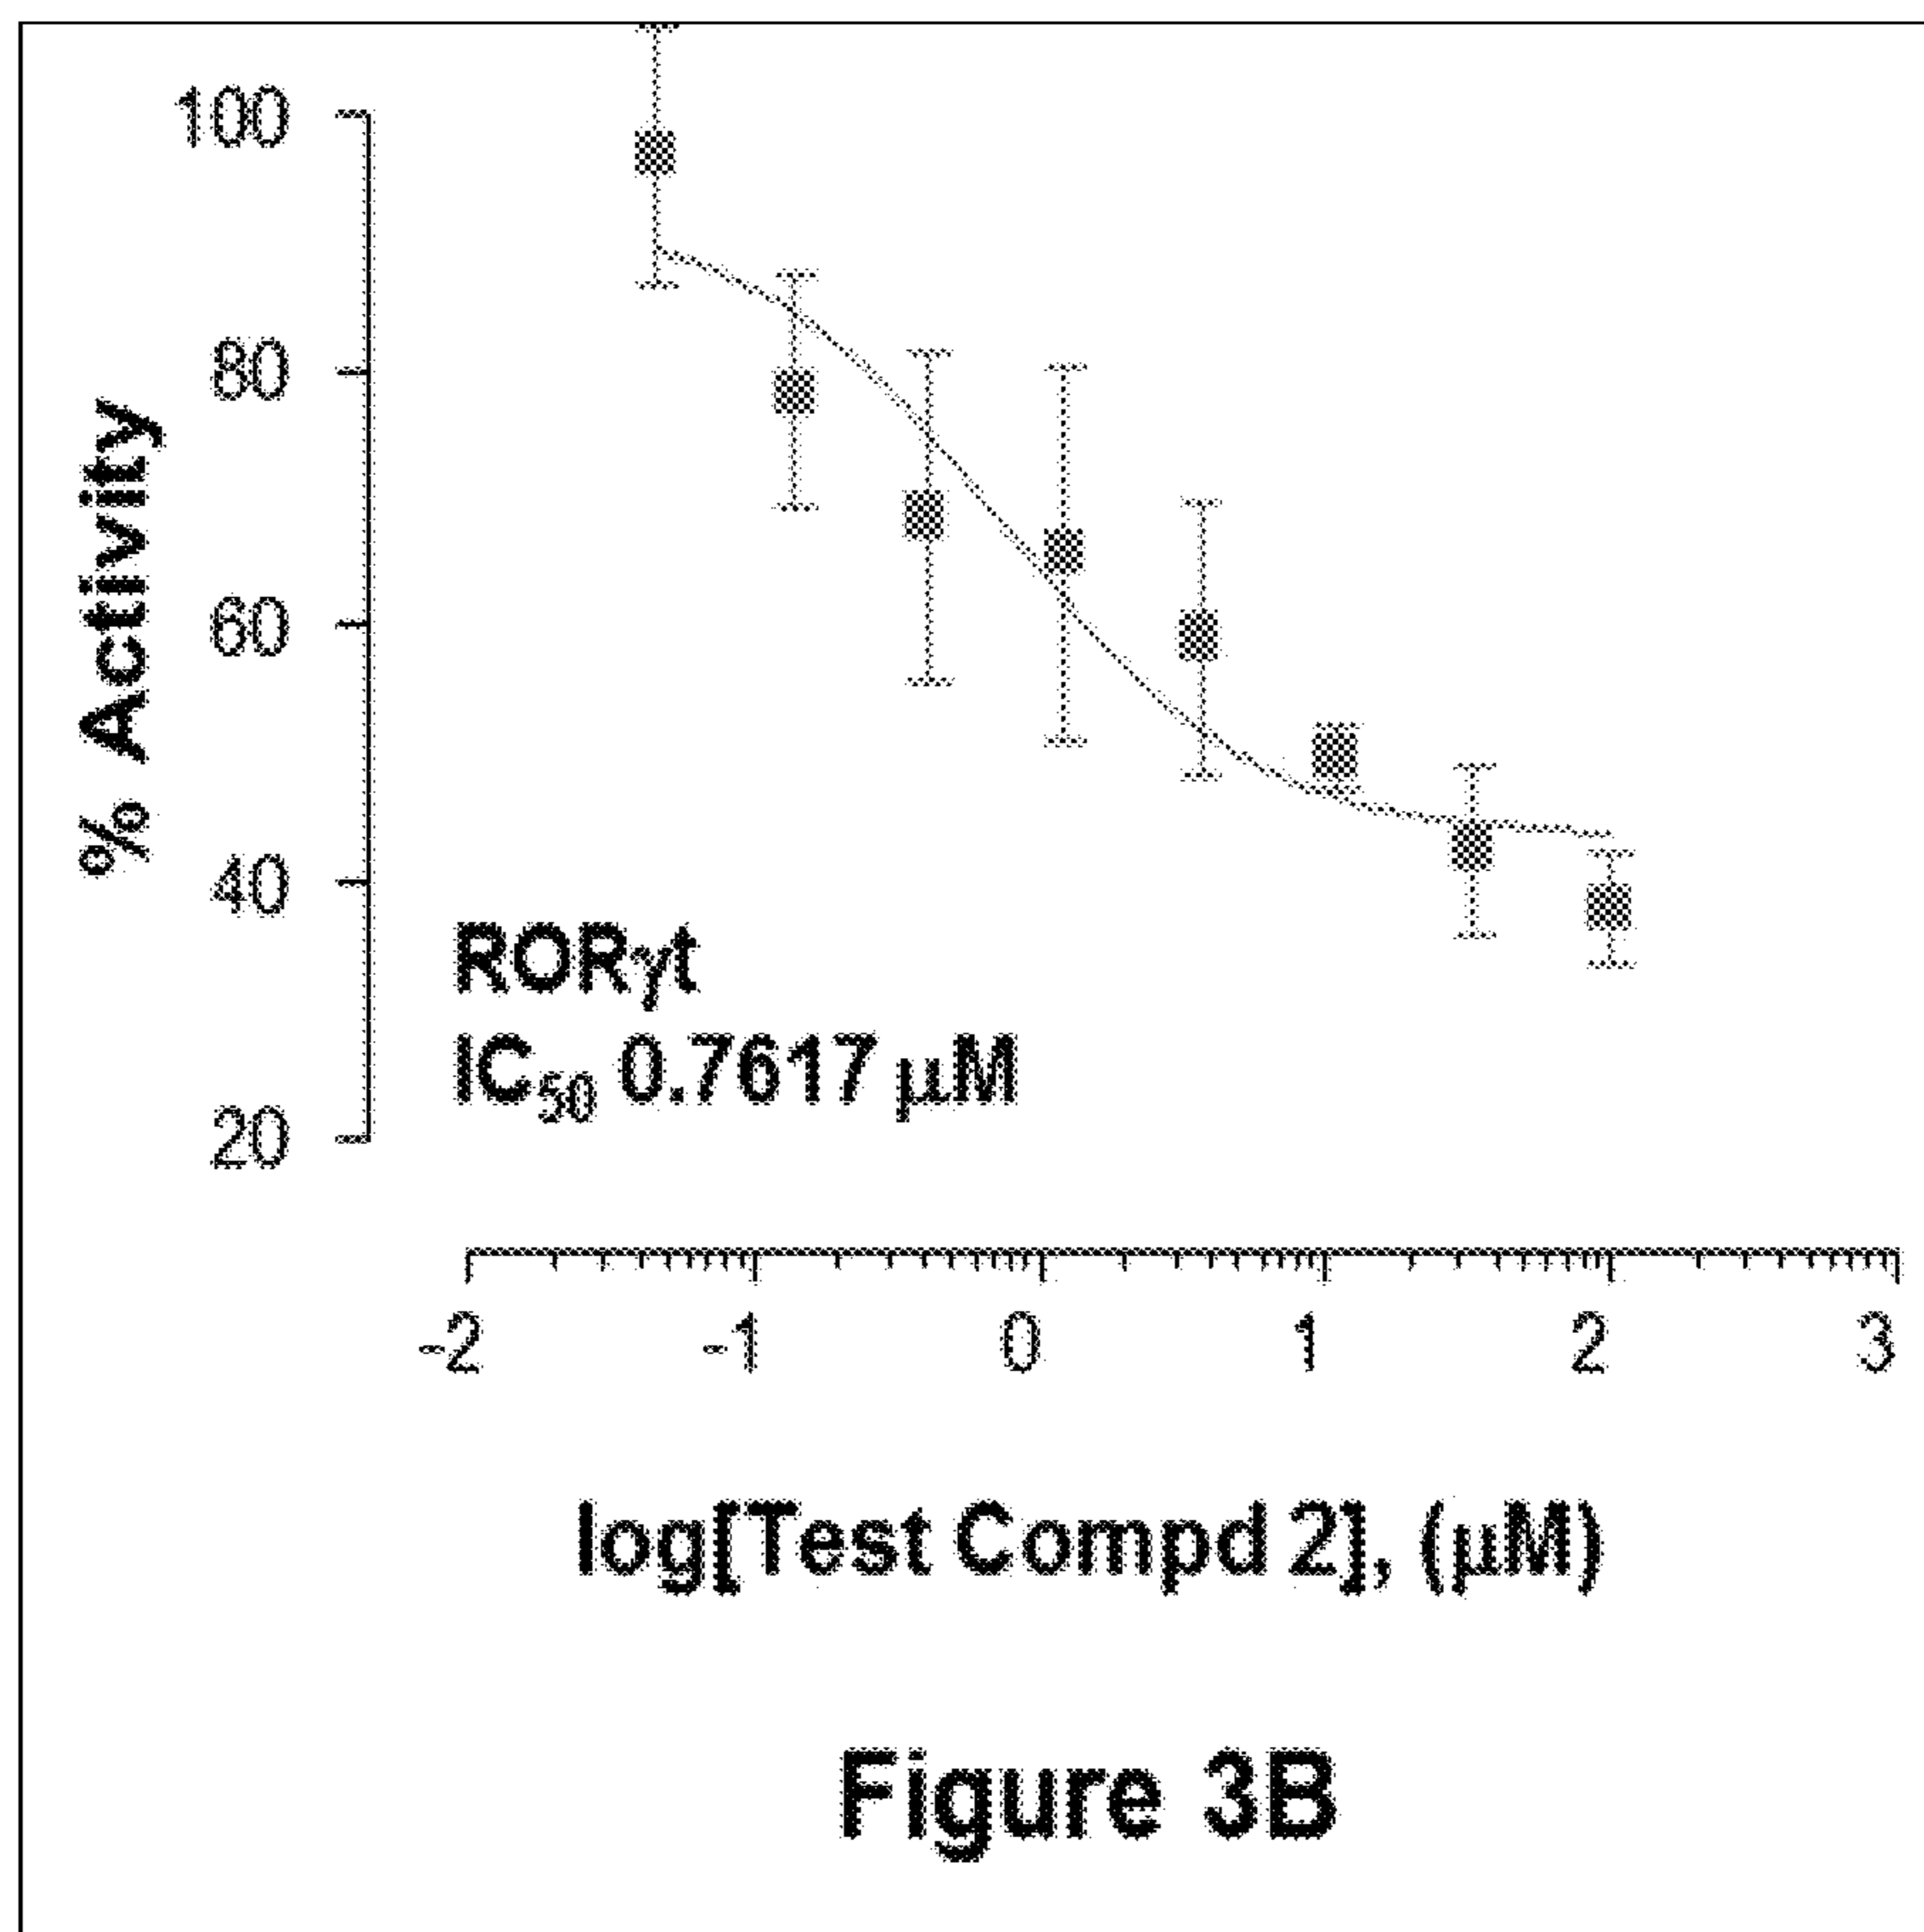 100
80
60
40
20
% Activity
RORγt
IC50 0.7617 μM
-2 -1 0 1 2 3
log[Test Compd 2], (μM)
Figure 3B